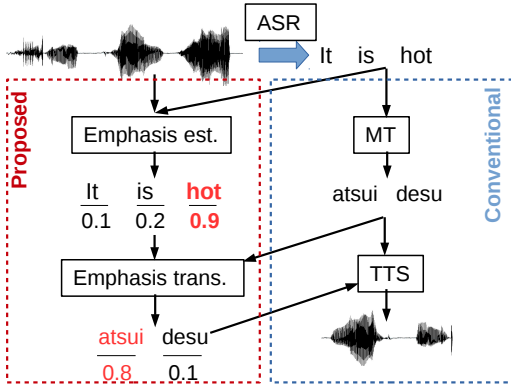 ASR
It is hot
Proposed
Conventional
Emphasis est.
MT
It is hot
0.1 0.2 0.9
atsui desu
Emphasis trans.
TTS
atsui desu
0.8 0.1